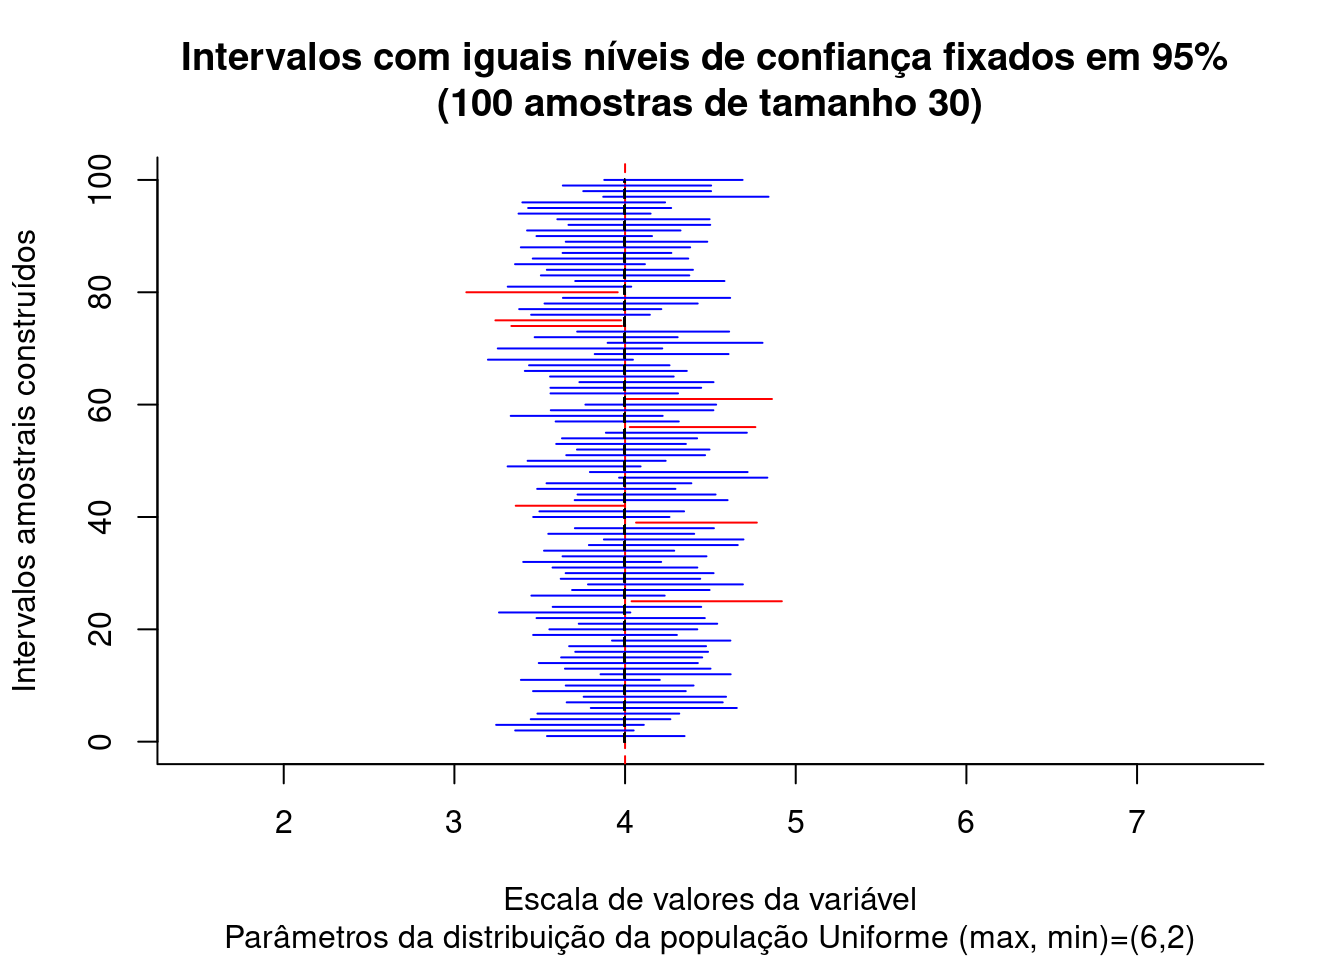 Intervalos com iguais níveis de confiança fixados em 95%
(100 amostras de tamanho 30)
Intervalos amostrais construídos
100
80
60
40
20
0
2 3 4 5 6 7
Escala de valores da variável
Parâmetros da distribuição da população Uniforme (max, min)=(6,2)